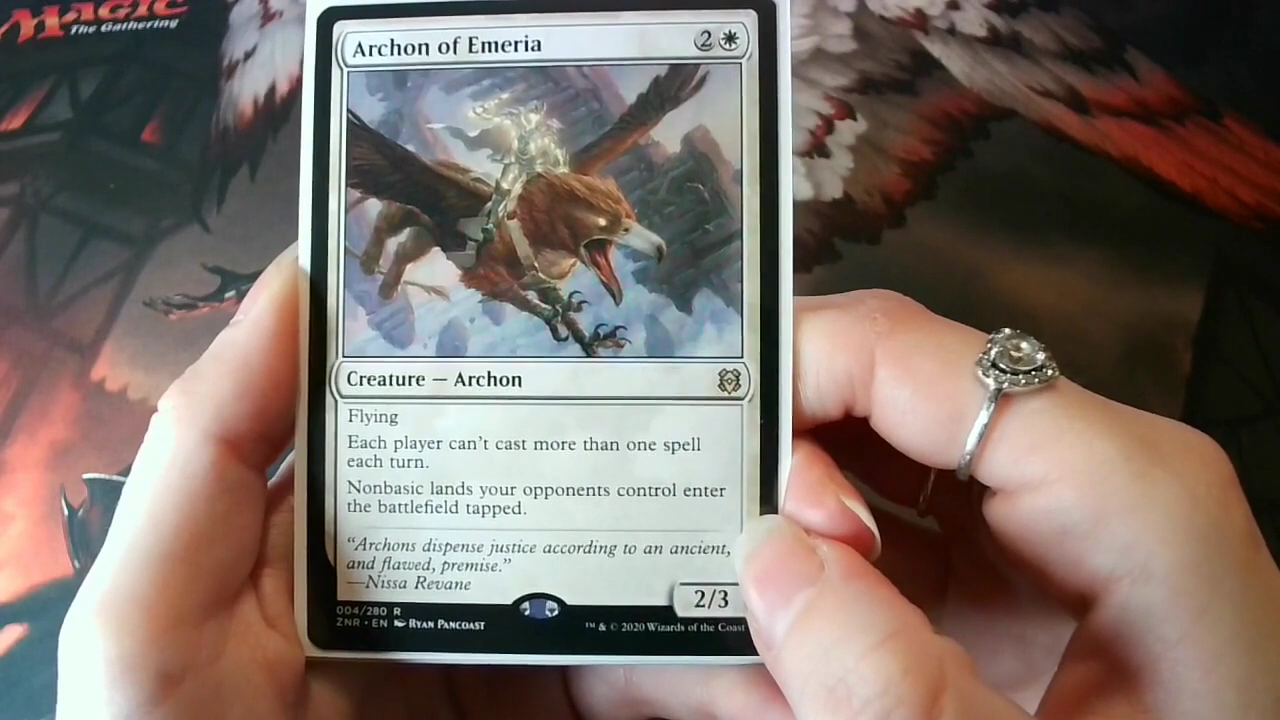 MAGIC
The Gathering
Archon of Emeria 2
Creature — Archon
Flying
Each player can't cast more than one spell
each turn.
Nonbasic lands your opponents control enter
the battlefield tapped.
"Archons dispense justice according to an ancient,
and flawed, premise."
—Nissa Revane
2/3
004/280 R
ZNR • EN RYAN PANCOAST
™ & © 2020 Wizards of the Coast